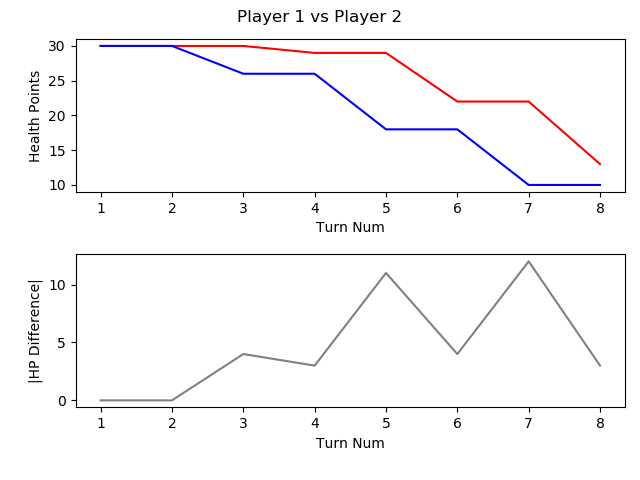 Player 1 vs Player 2
30
25
20
15
10
Health Points
1 2 3 4 5 6 7 8
Turn Num
10
5
0
|HP Difference|
1 2 3 4 5 6 7 8
Turn Num